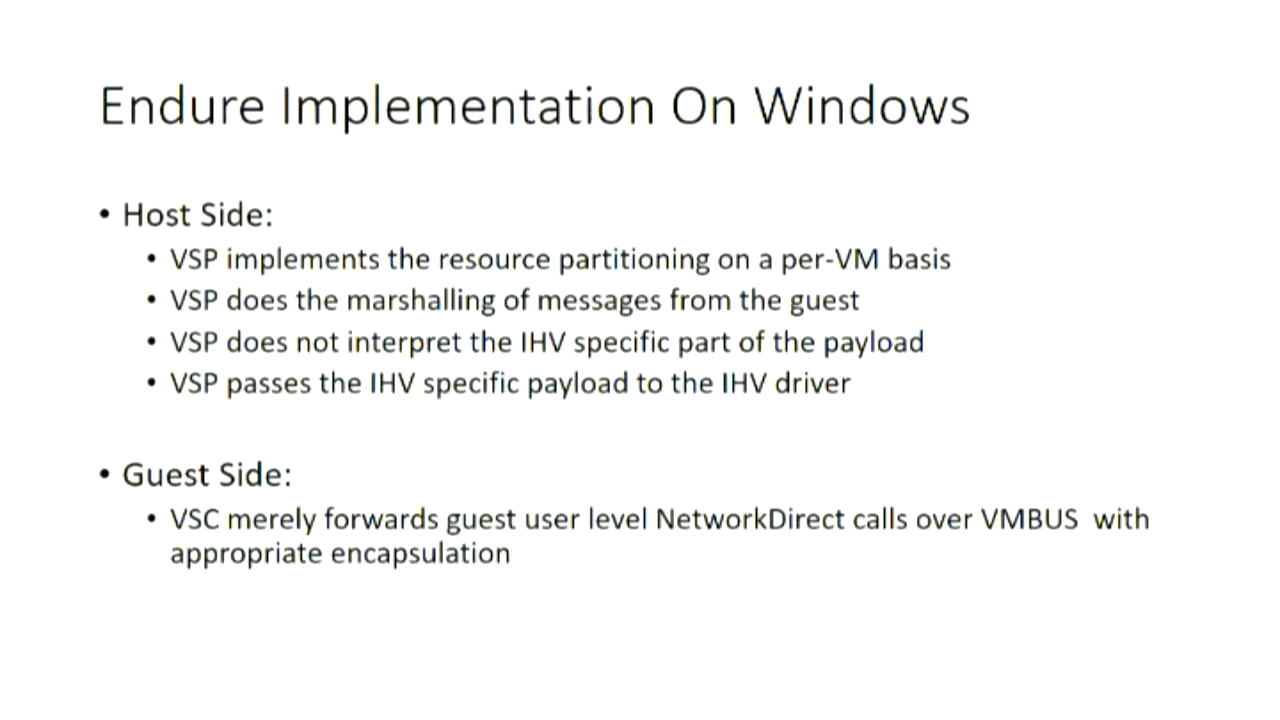 Endure Implementation On Windows
• Host Side:
• VSP implements the resource partitioning on a per-VM basis
• VSP does the marshalling of messages from the guest
• VSP does not interpret the IHV specific part of the payload
• VSP passes the IHV specific payload to the IHV driver
• Guest Side:
• VSC merely forwards guest user level NetworkDirect calls over VMBUS  with
appropriate encapsulation